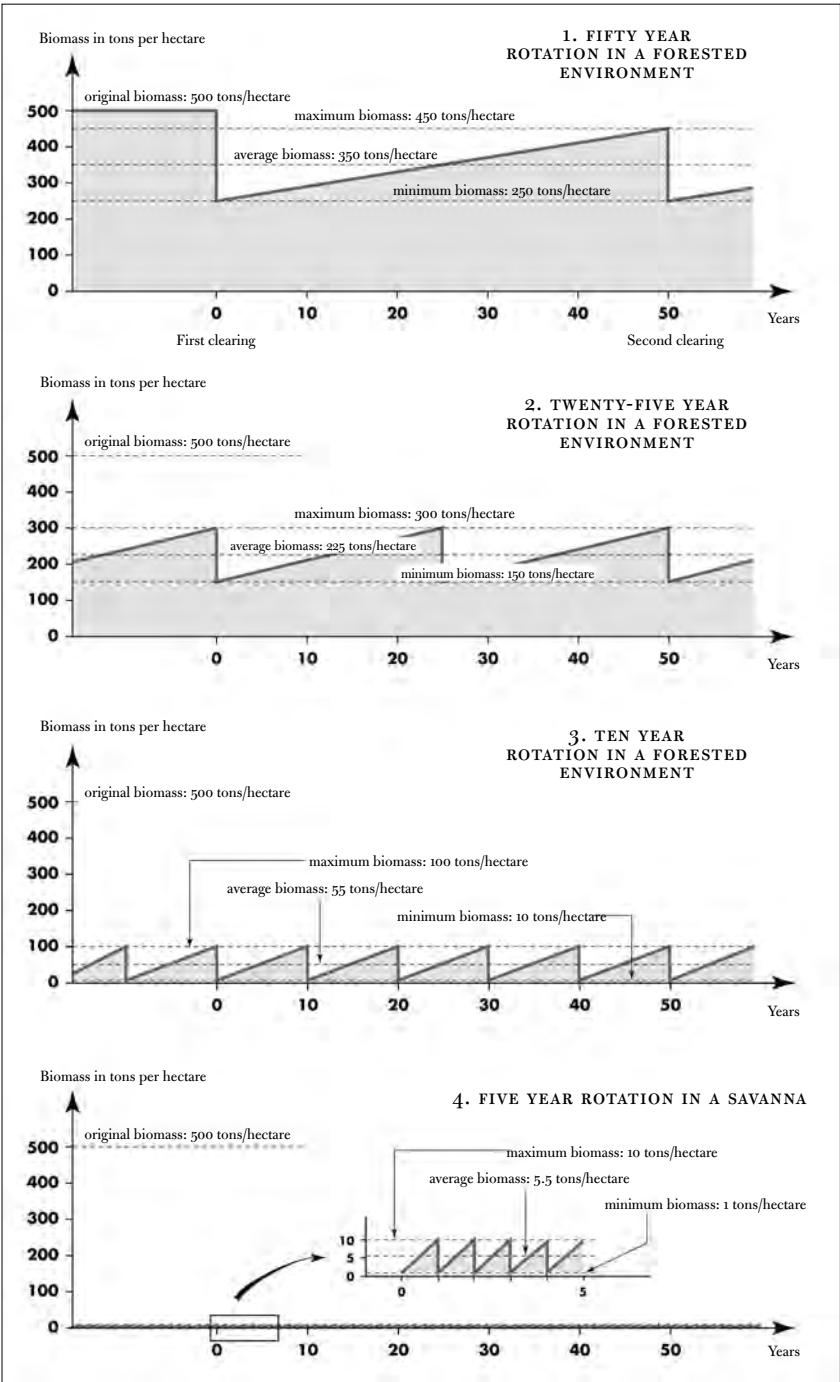 Biomass in tons per hectare
1. FIFTY YEAR
ROTATION IN A FORESTED
ENVIRONMENT
original biomass: 500 tons/hectare
maximum biomass: 450 tons/hectare
average biomass: 350 tons/hectare
minimum biomass: 250 tons/hectare
500
400
300
200
100
0
0 10 20 30 40 50 Years
First clearing Second clearing
Biomass in tons per hectare
2. TWENTY-FIVE YEAR
ROTATION IN A FORESTED
ENVIRONMENT
original biomass: 500 tons/hectare
maximum biomass: 300 tons/hectare
average biomass: 225 tons/hectare
minimum biomass: 150 tons/hectare
500
400
300
200
100
0
0 10 20 30 40 50 Years
Biomass in tons per hectare
3. TEN YEAR
ROTATION IN A FORESTED
ENVIRONMENT
original biomass: 500 tons/hectare
maximum biomass: 100 tons/hectare
average biomass: 55 tons/hectare
minimum biomass: 10 tons/hectare
500
400
300
200
100
0
0 10 20 30 40 50 Years
Biomass in tons per hectare
4. FIVE YEAR ROTATION IN A SAVANNA
original biomass: 500 tons/hectare
maximum biomass: 10 tons/hectare
average biomass: 5.5 tons/hectare
minimum biomass: 1 tons/hectare
10
5
0
0 5
500
400
300
200
100
0
0 10 20 30 40 50 Years